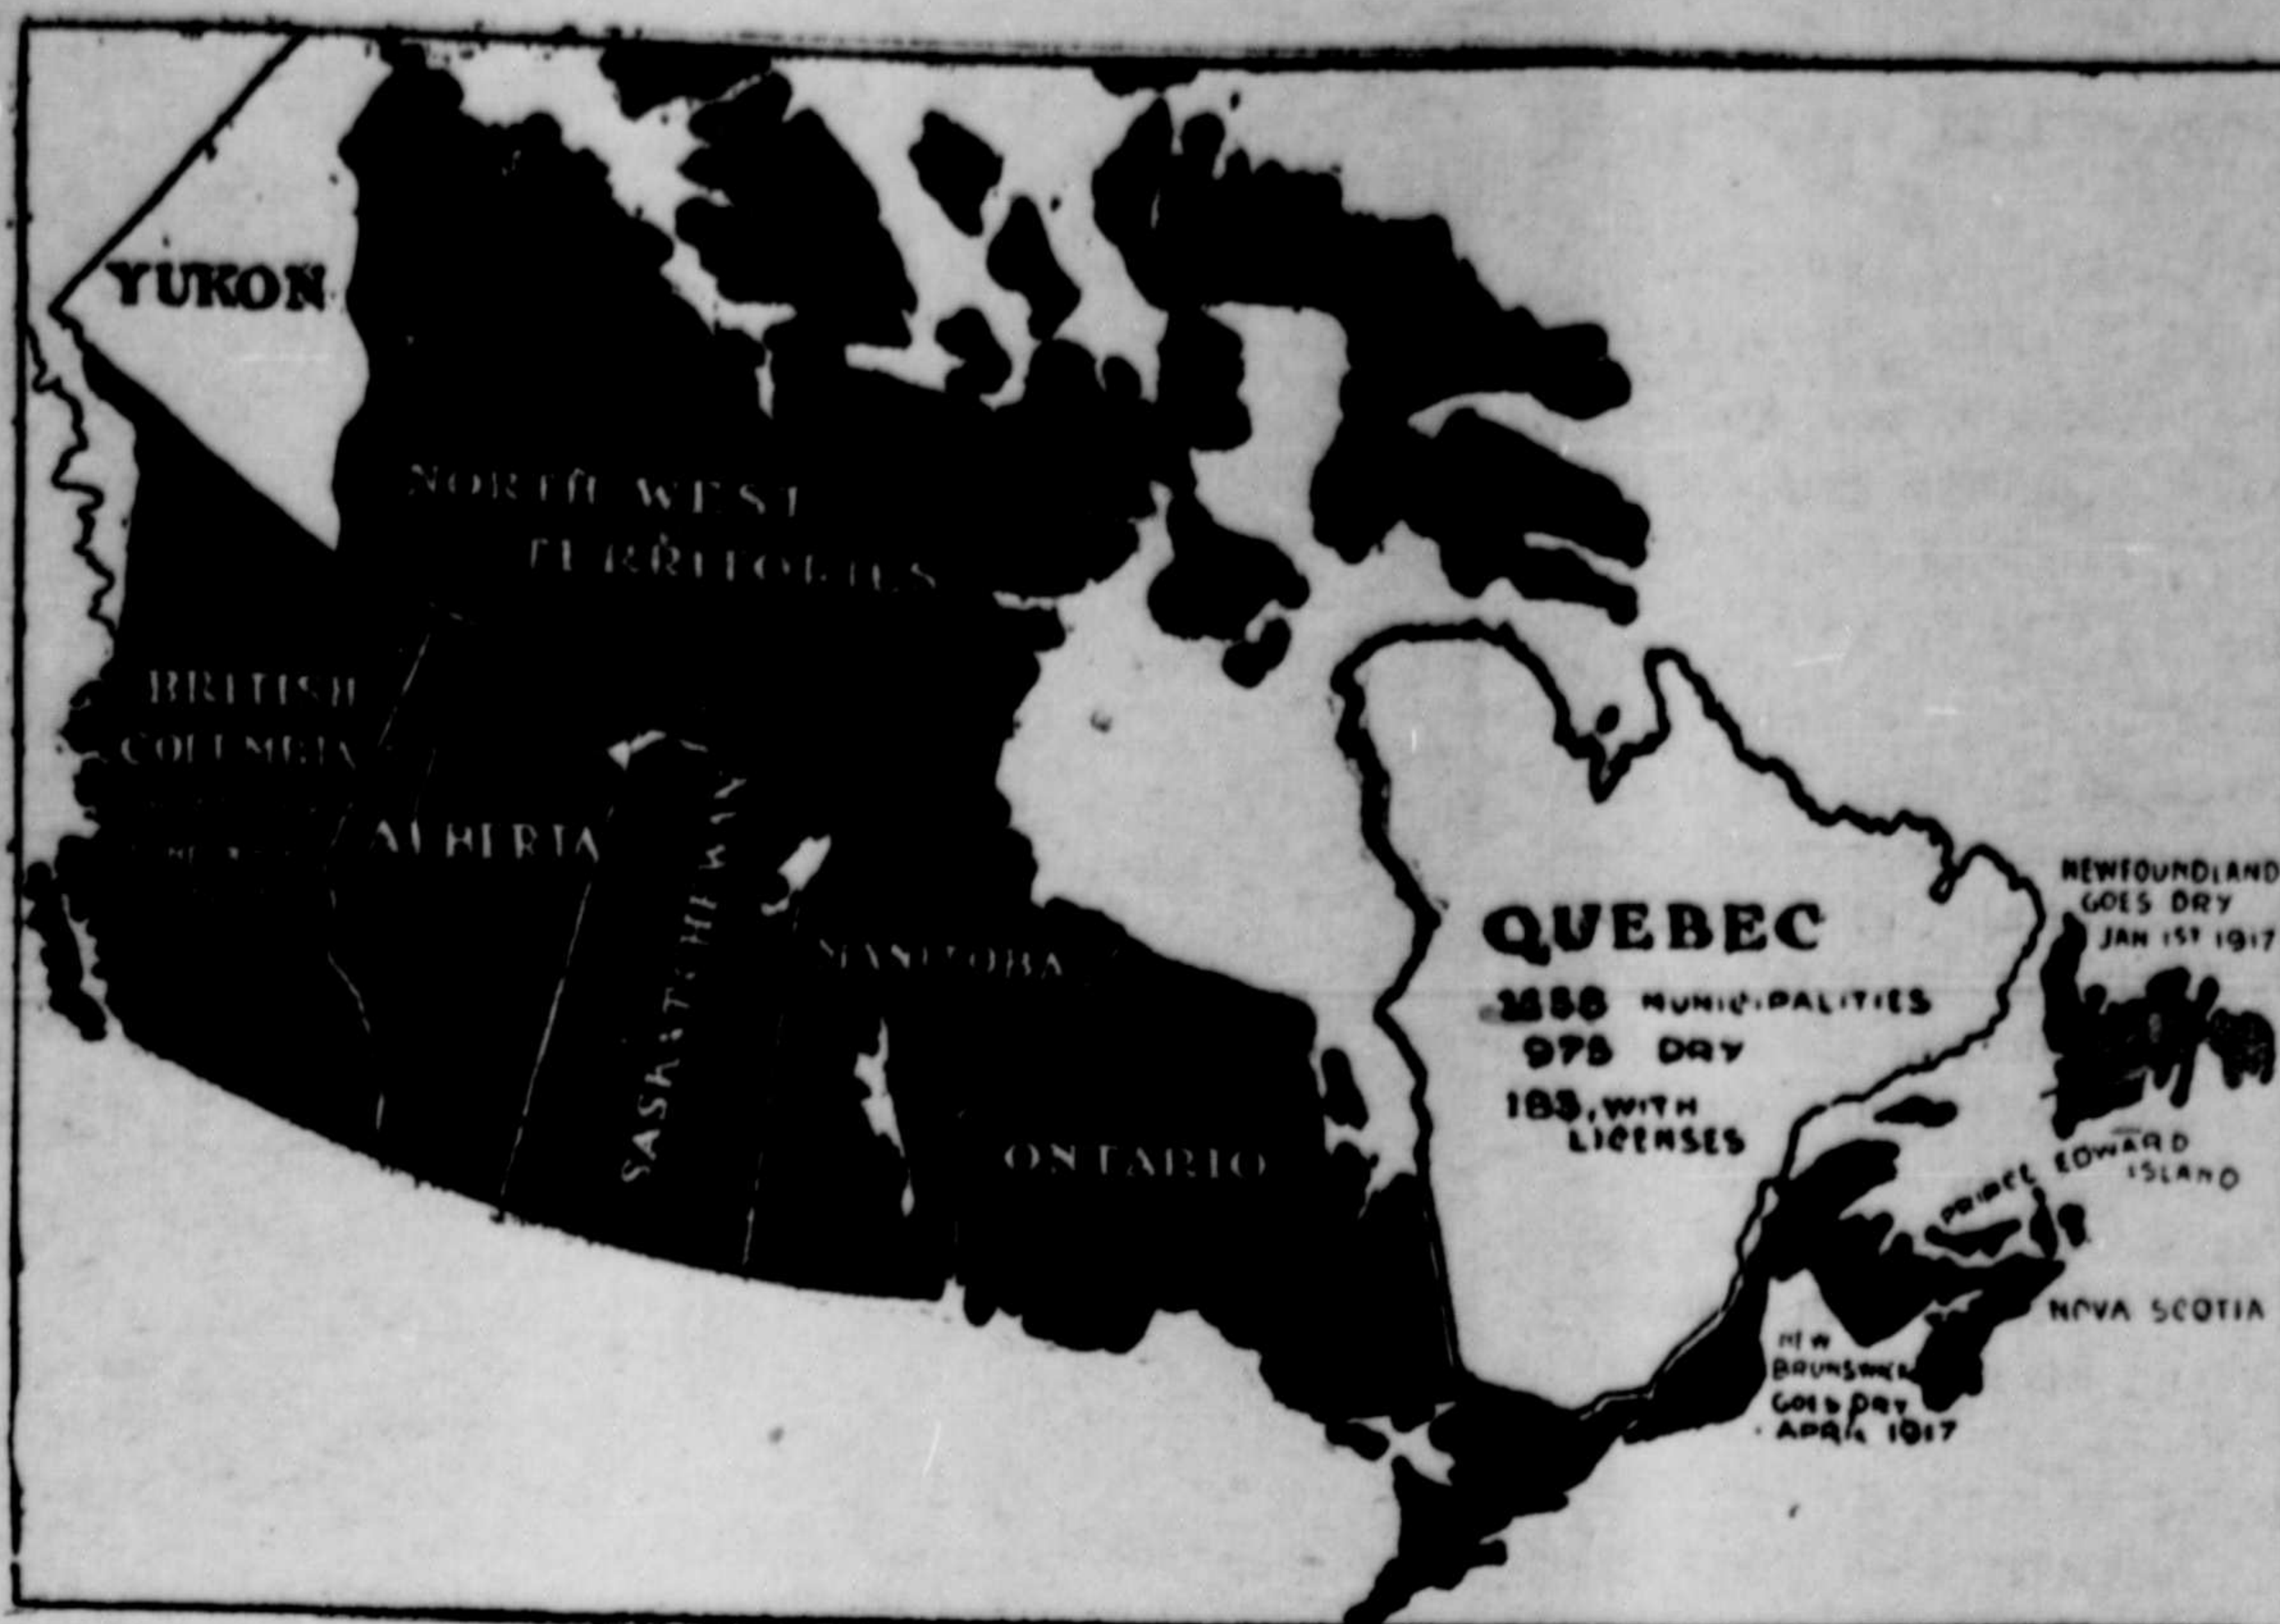 YUKON
NORTH WEST
TERRITORIES
BRITISH
COLUMBIA
ALBERTA
SASKATCHEWAN
MANITOBA
ONTARIO
QUEBEC
MUNICIPALITIES
DRY
183, WITH
LICENSES
NEWFOUNDLAND
GOES DRY
JAN 1ST 1917
PRINCE EDWARD
ISLAND
NOVA SCOTIA
NEW
BRUNSWICK
GOES DRY
APRIL 1917